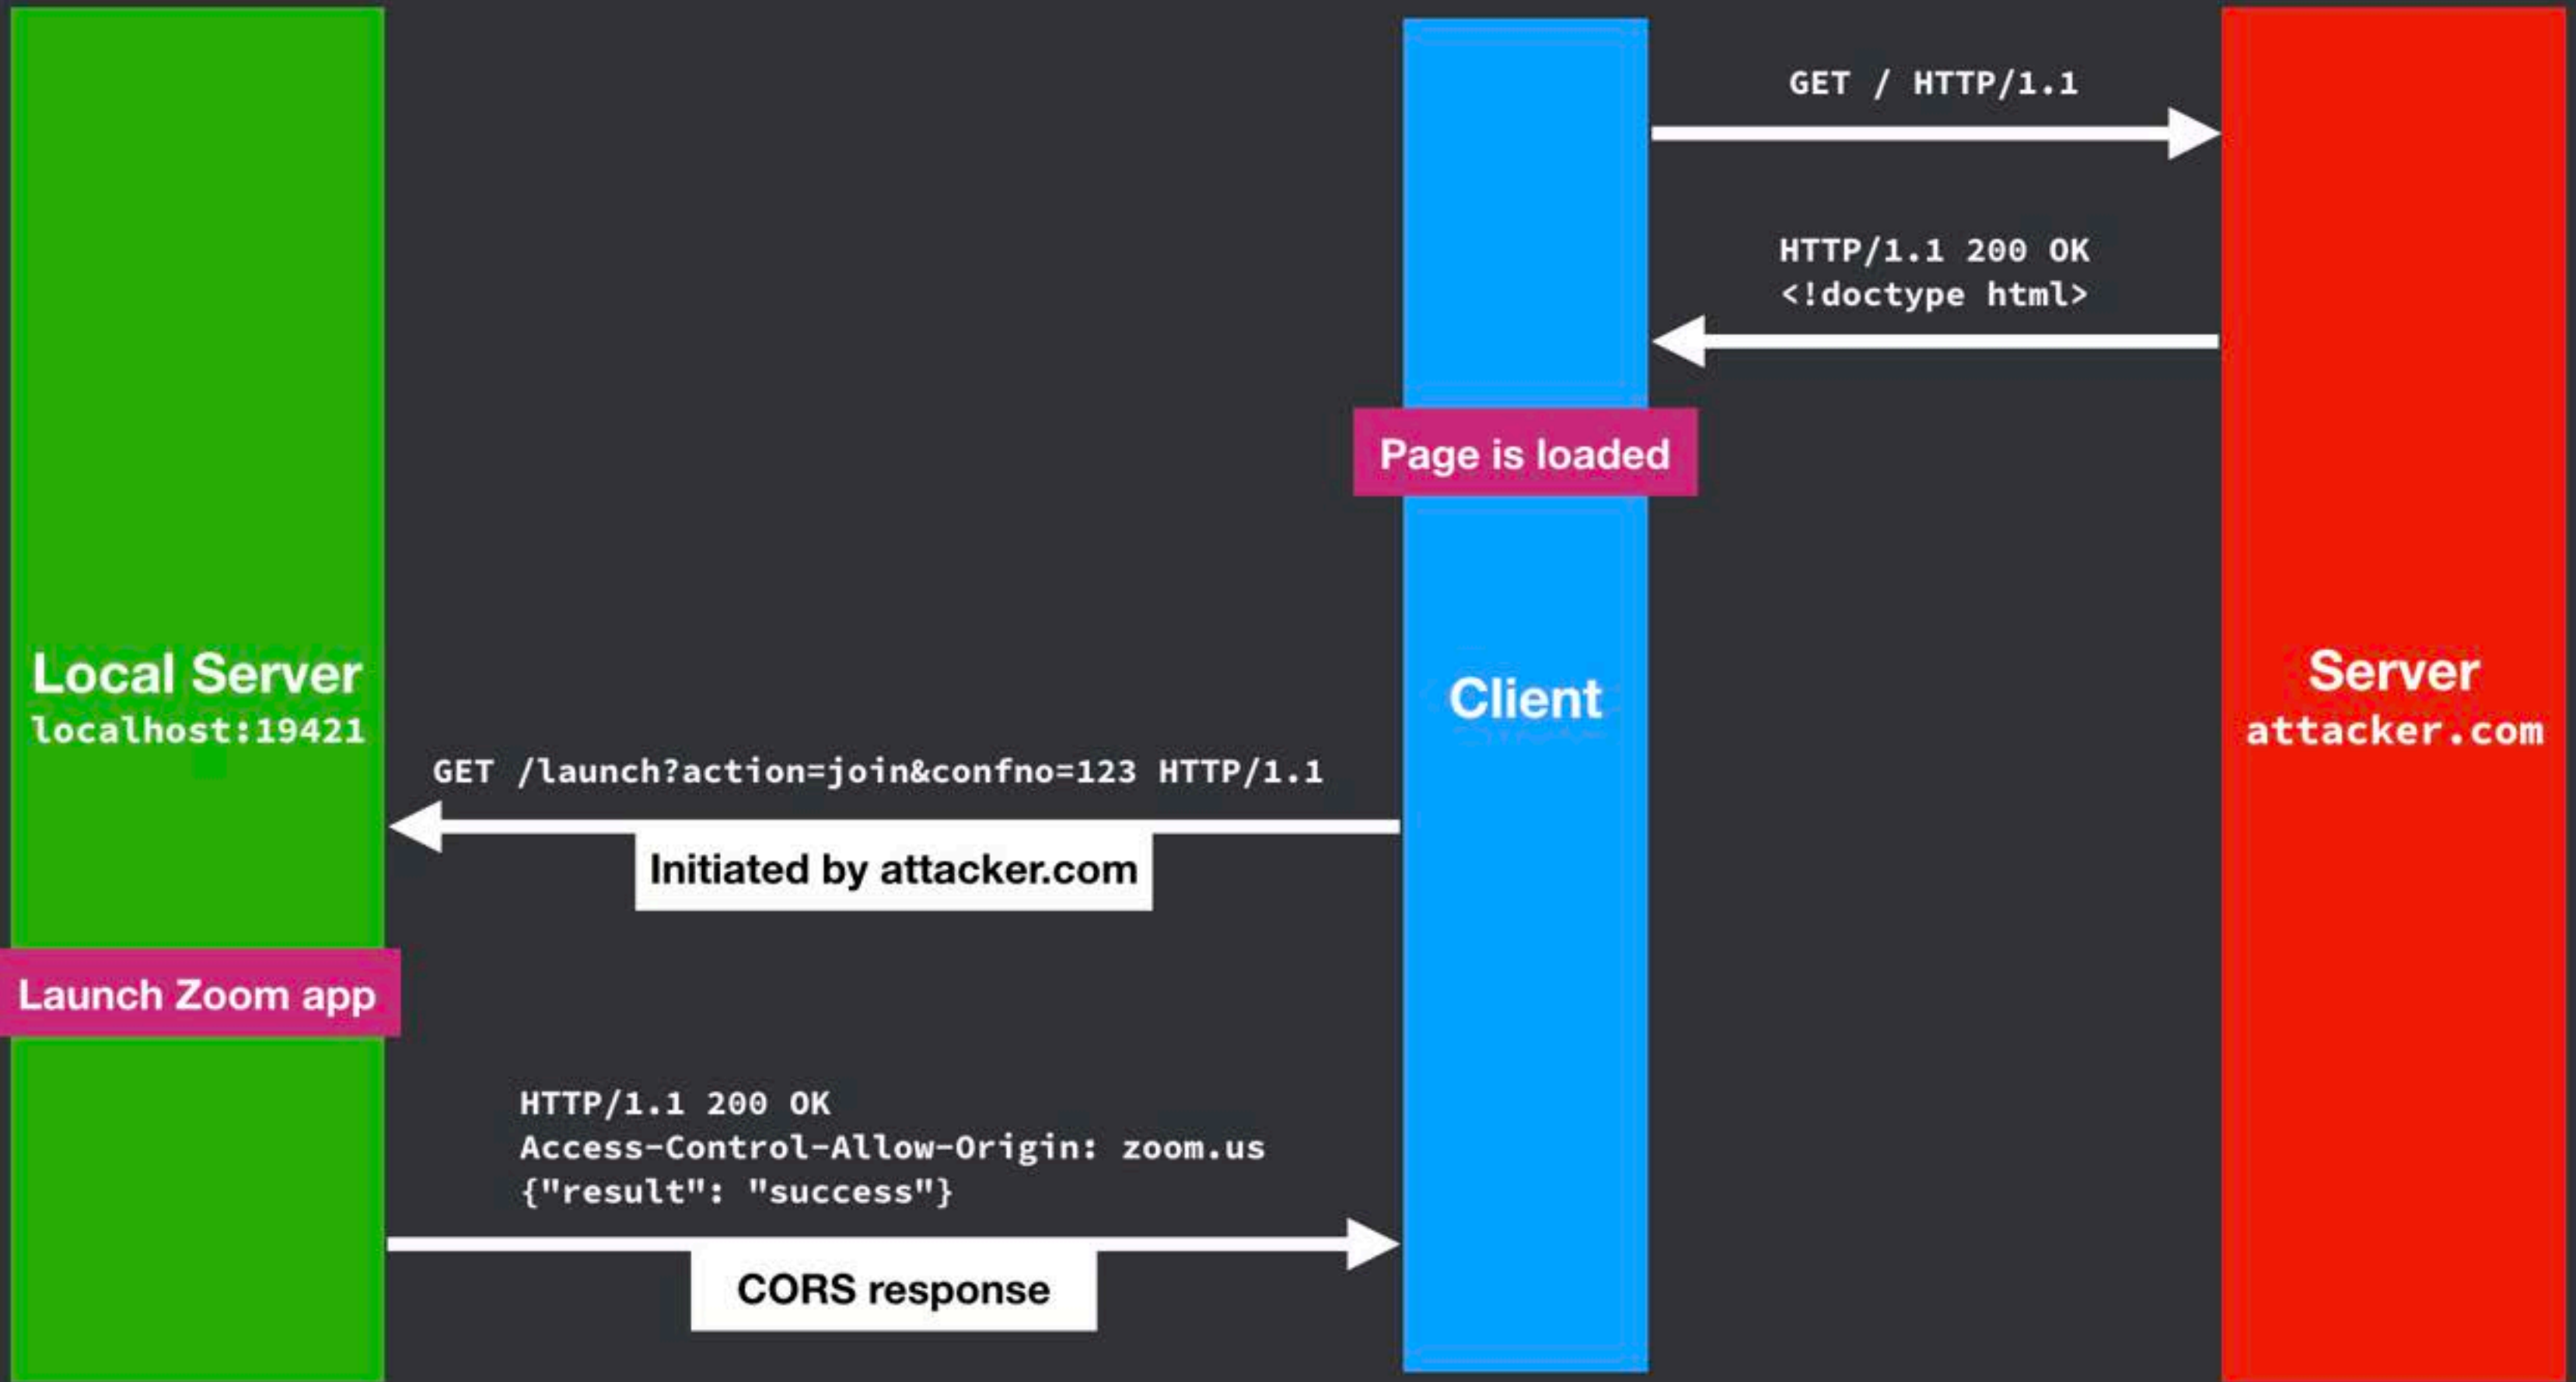 GET / HTTP/1.1
HTTP/1.1 200 OK
<!doctype html>
Page is loaded
Local Server
localhost:19421
Client
Server
attacker.com
GET /launch?action=join&confno=123 HTTP/1.1
Initiated by attacker.com
Launch Zoom app
HTTP/1.1 200 OK
Access-Control-Allow-Origin: zoom.us
{"result": "success"}
CORS response